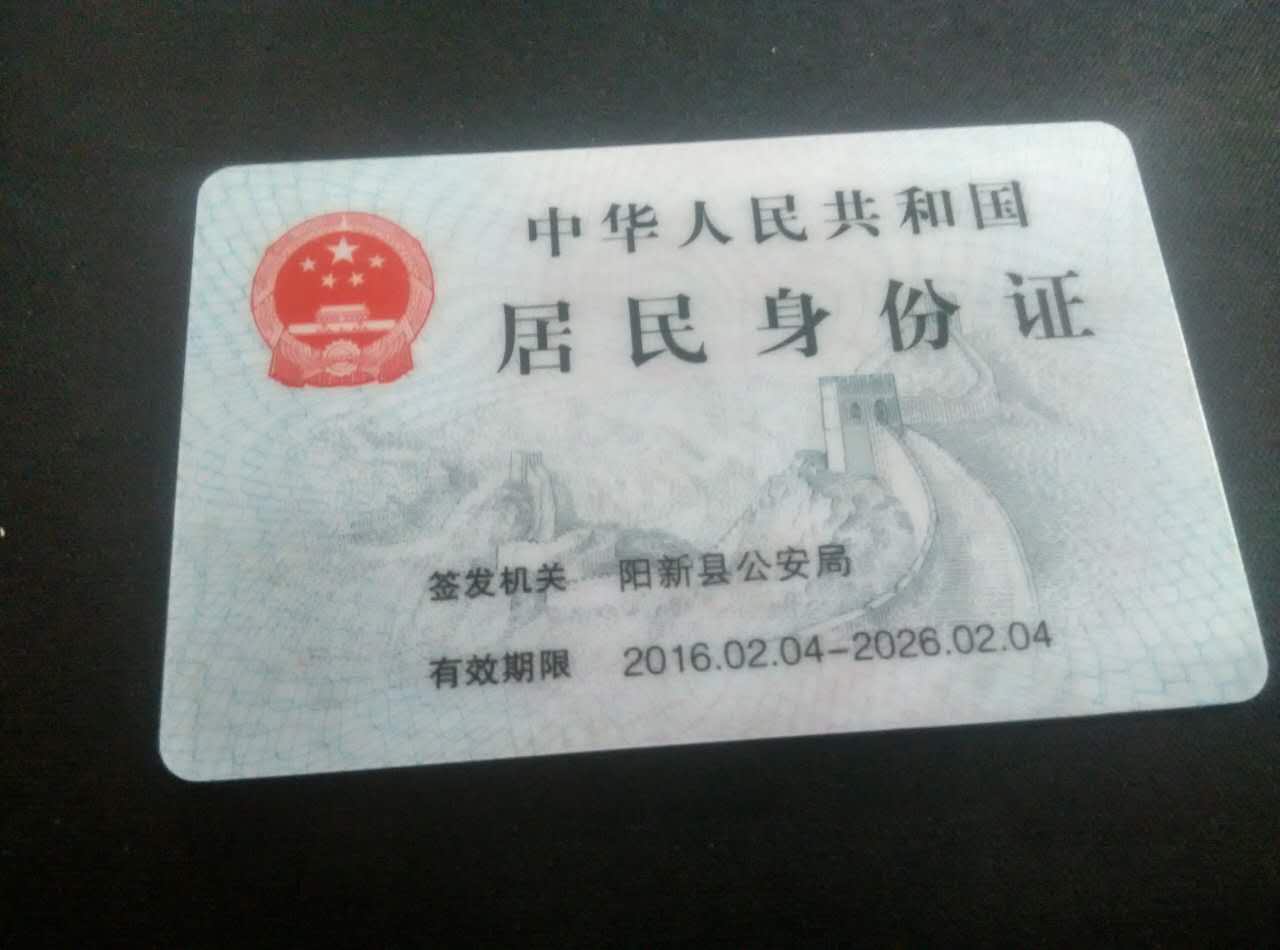 中华人民共和国
居民身份证
签发机关 阳新县公安局
有效期限 2016.02.04-2026.02.04